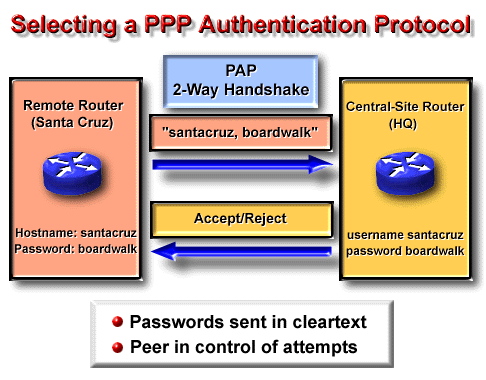 Selecting a PPP Authentication Protocol
PAP
2-Way Handshake
Remote Router
(Santa Cruz)
Hostname: santacruz
Password: boardwalk
"santacruz, boardwalk"
Accept/Reject
Central-Site Router
(HQ)
username santacruz
password boardwalk
Passwords sent in cleartext
Peer in control of attempts